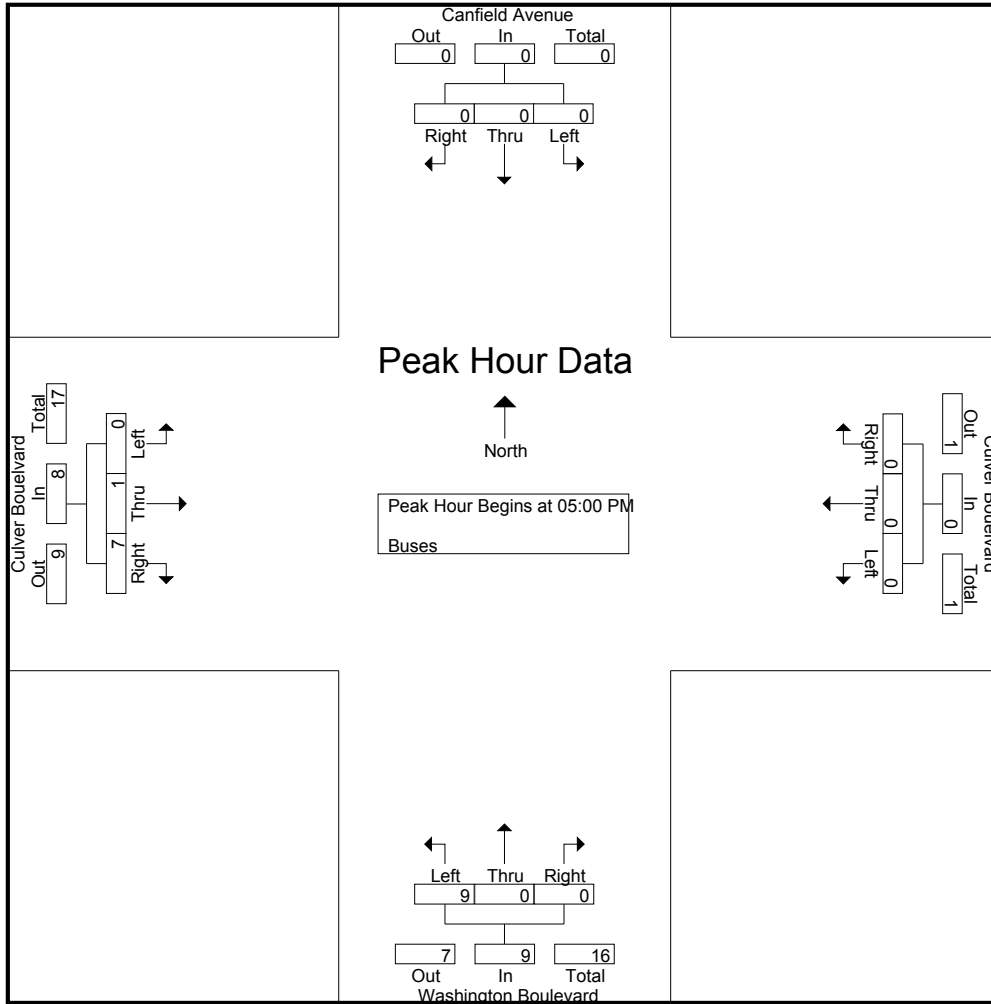 Canfield Avenue
Out In Total
0 0 0
0 0 0
Right Thru Left
Peak Hour Data
North
Peak Hour Begins at 05:00 PM
Buses
Culver Bouelvard
Total In Out
17 8 9
0 1 7
Left Thru Right
Culver Boulevard
Out In Total
1 0 1
0 0 0
Right Thru Left
Left Thru Right
9 0 0
7 9 16
Out In Total
Washington Boulevard